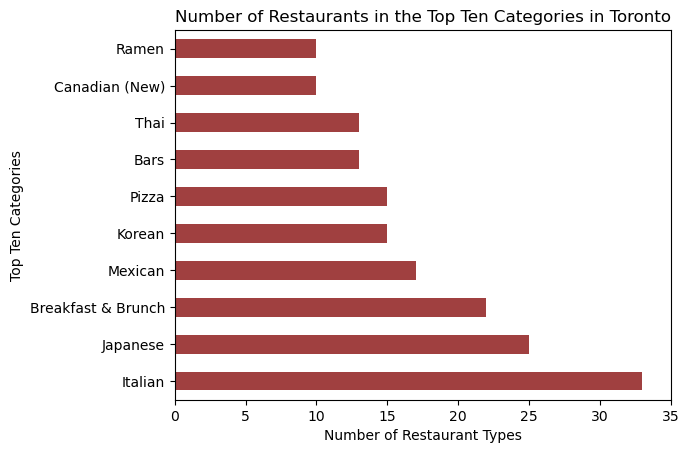 Number of Restaurants in the Top Ten Categories in Toronto
Top Ten Categories
Ramen
Canadian (New)
Thai
Bars
Pizza
Korean
Mexican
Breakfast & Brunch
Japanese
Italian
0 5 10 15 20 25 30 35
Number of Restaurant Types